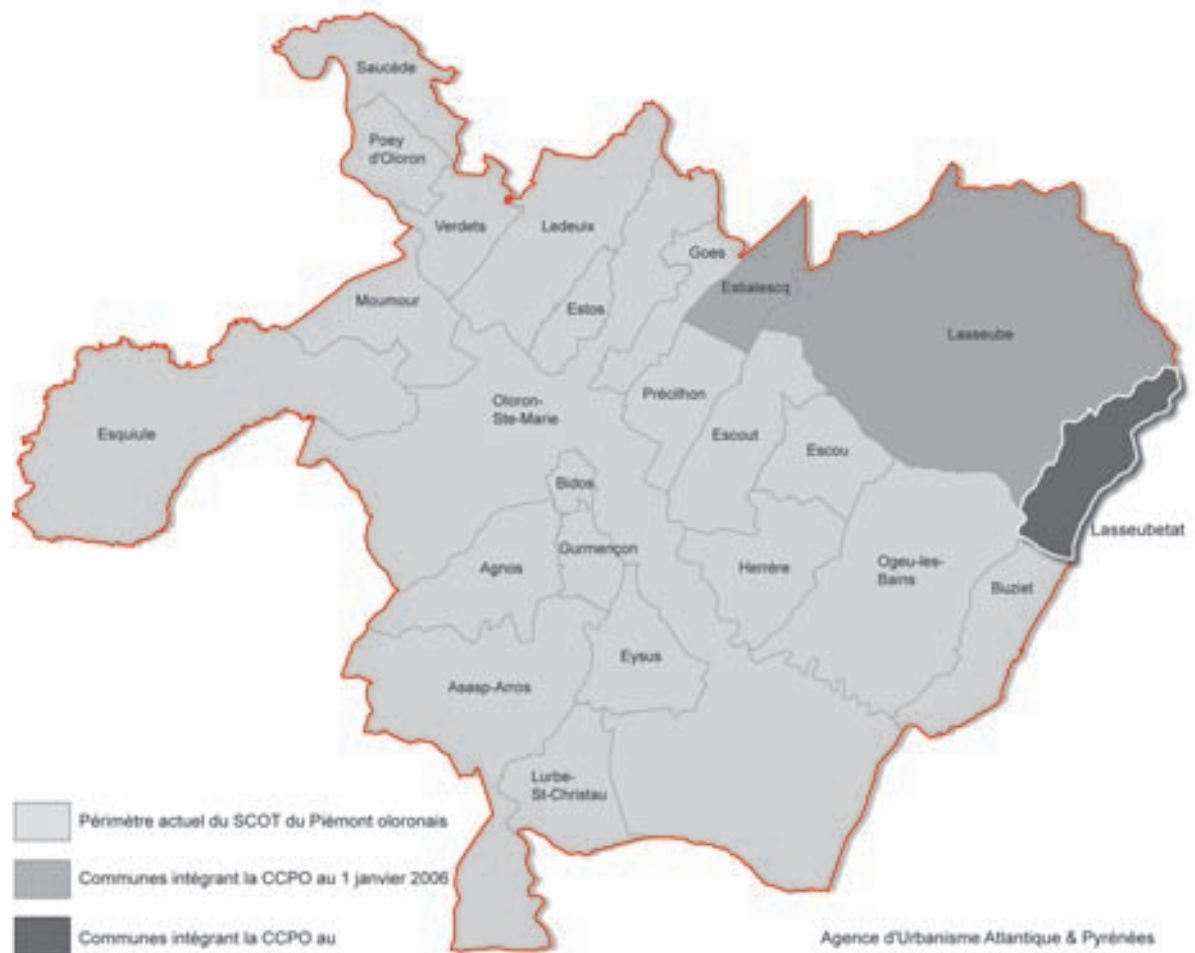 Saucède
Poey
d'Oloron
Verdets
Ledeuix
Goes
Estialescq
Moumour
Estos
Lasseube
Précilhon
Oloron-
Ste-Marie
Esquiule
Escout
Escou
Bidos
Lasseubetat
Gurmençon
Agnos
Herrère
Ogeu-les-
Bains
Buziet
Eysus
Asasp-Arros
Lurbe-
St-Christau
Périmètre actuel du SCOT du Piémont oloronais
Communes intégrant la CCPO au 1 janvier 2006
Communes intégrant la CCPO au
Agence d'Urbanisme Atlantique & Pyrénées